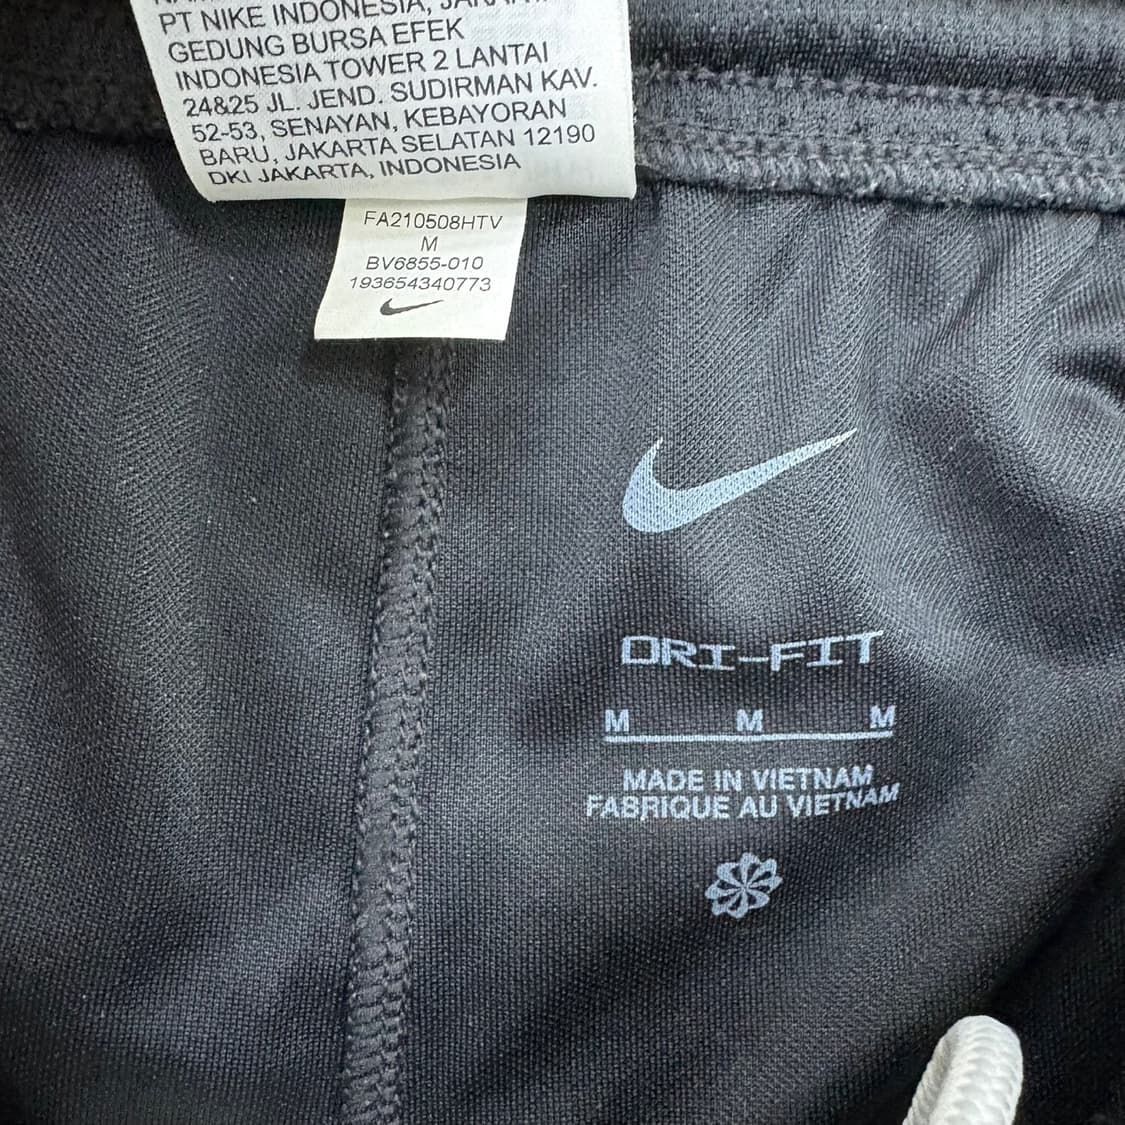 PT NIKE INDONESIA,
GEDUNG BURSA EFEK
INDONESIA TOWER 2 LANTAI
24&25 JL. JEND. SUDIRMAN KAV.
52-53, SENAYAN, KEBAYORAN
BARU, JAKARTA SELATAN 12190
DKI JAKARTA, INDONESIA
FA210508HTV
M
BV6855-010
193654340773
DRI-FIT
M M M
MADE IN VIETNAM
FABRIQUE AU VIETNAM